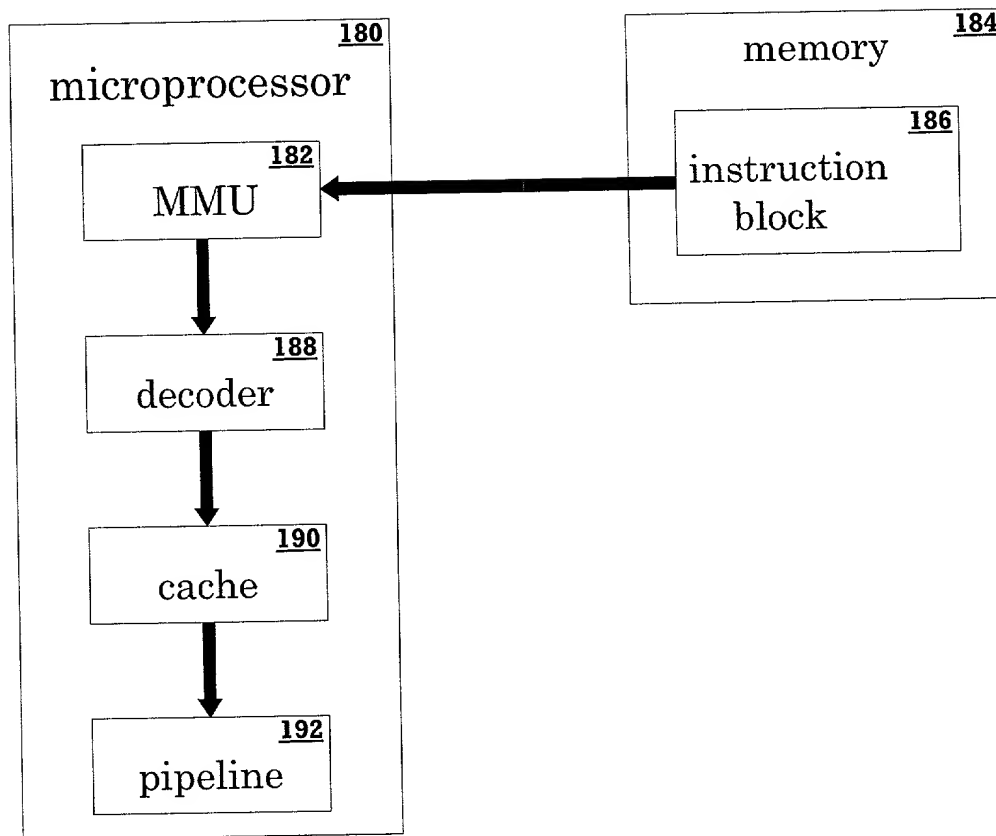 180
microprocessor
182
MMU
188
decoder
190
cache
192
pipeline
184
memory
186
instruction
block